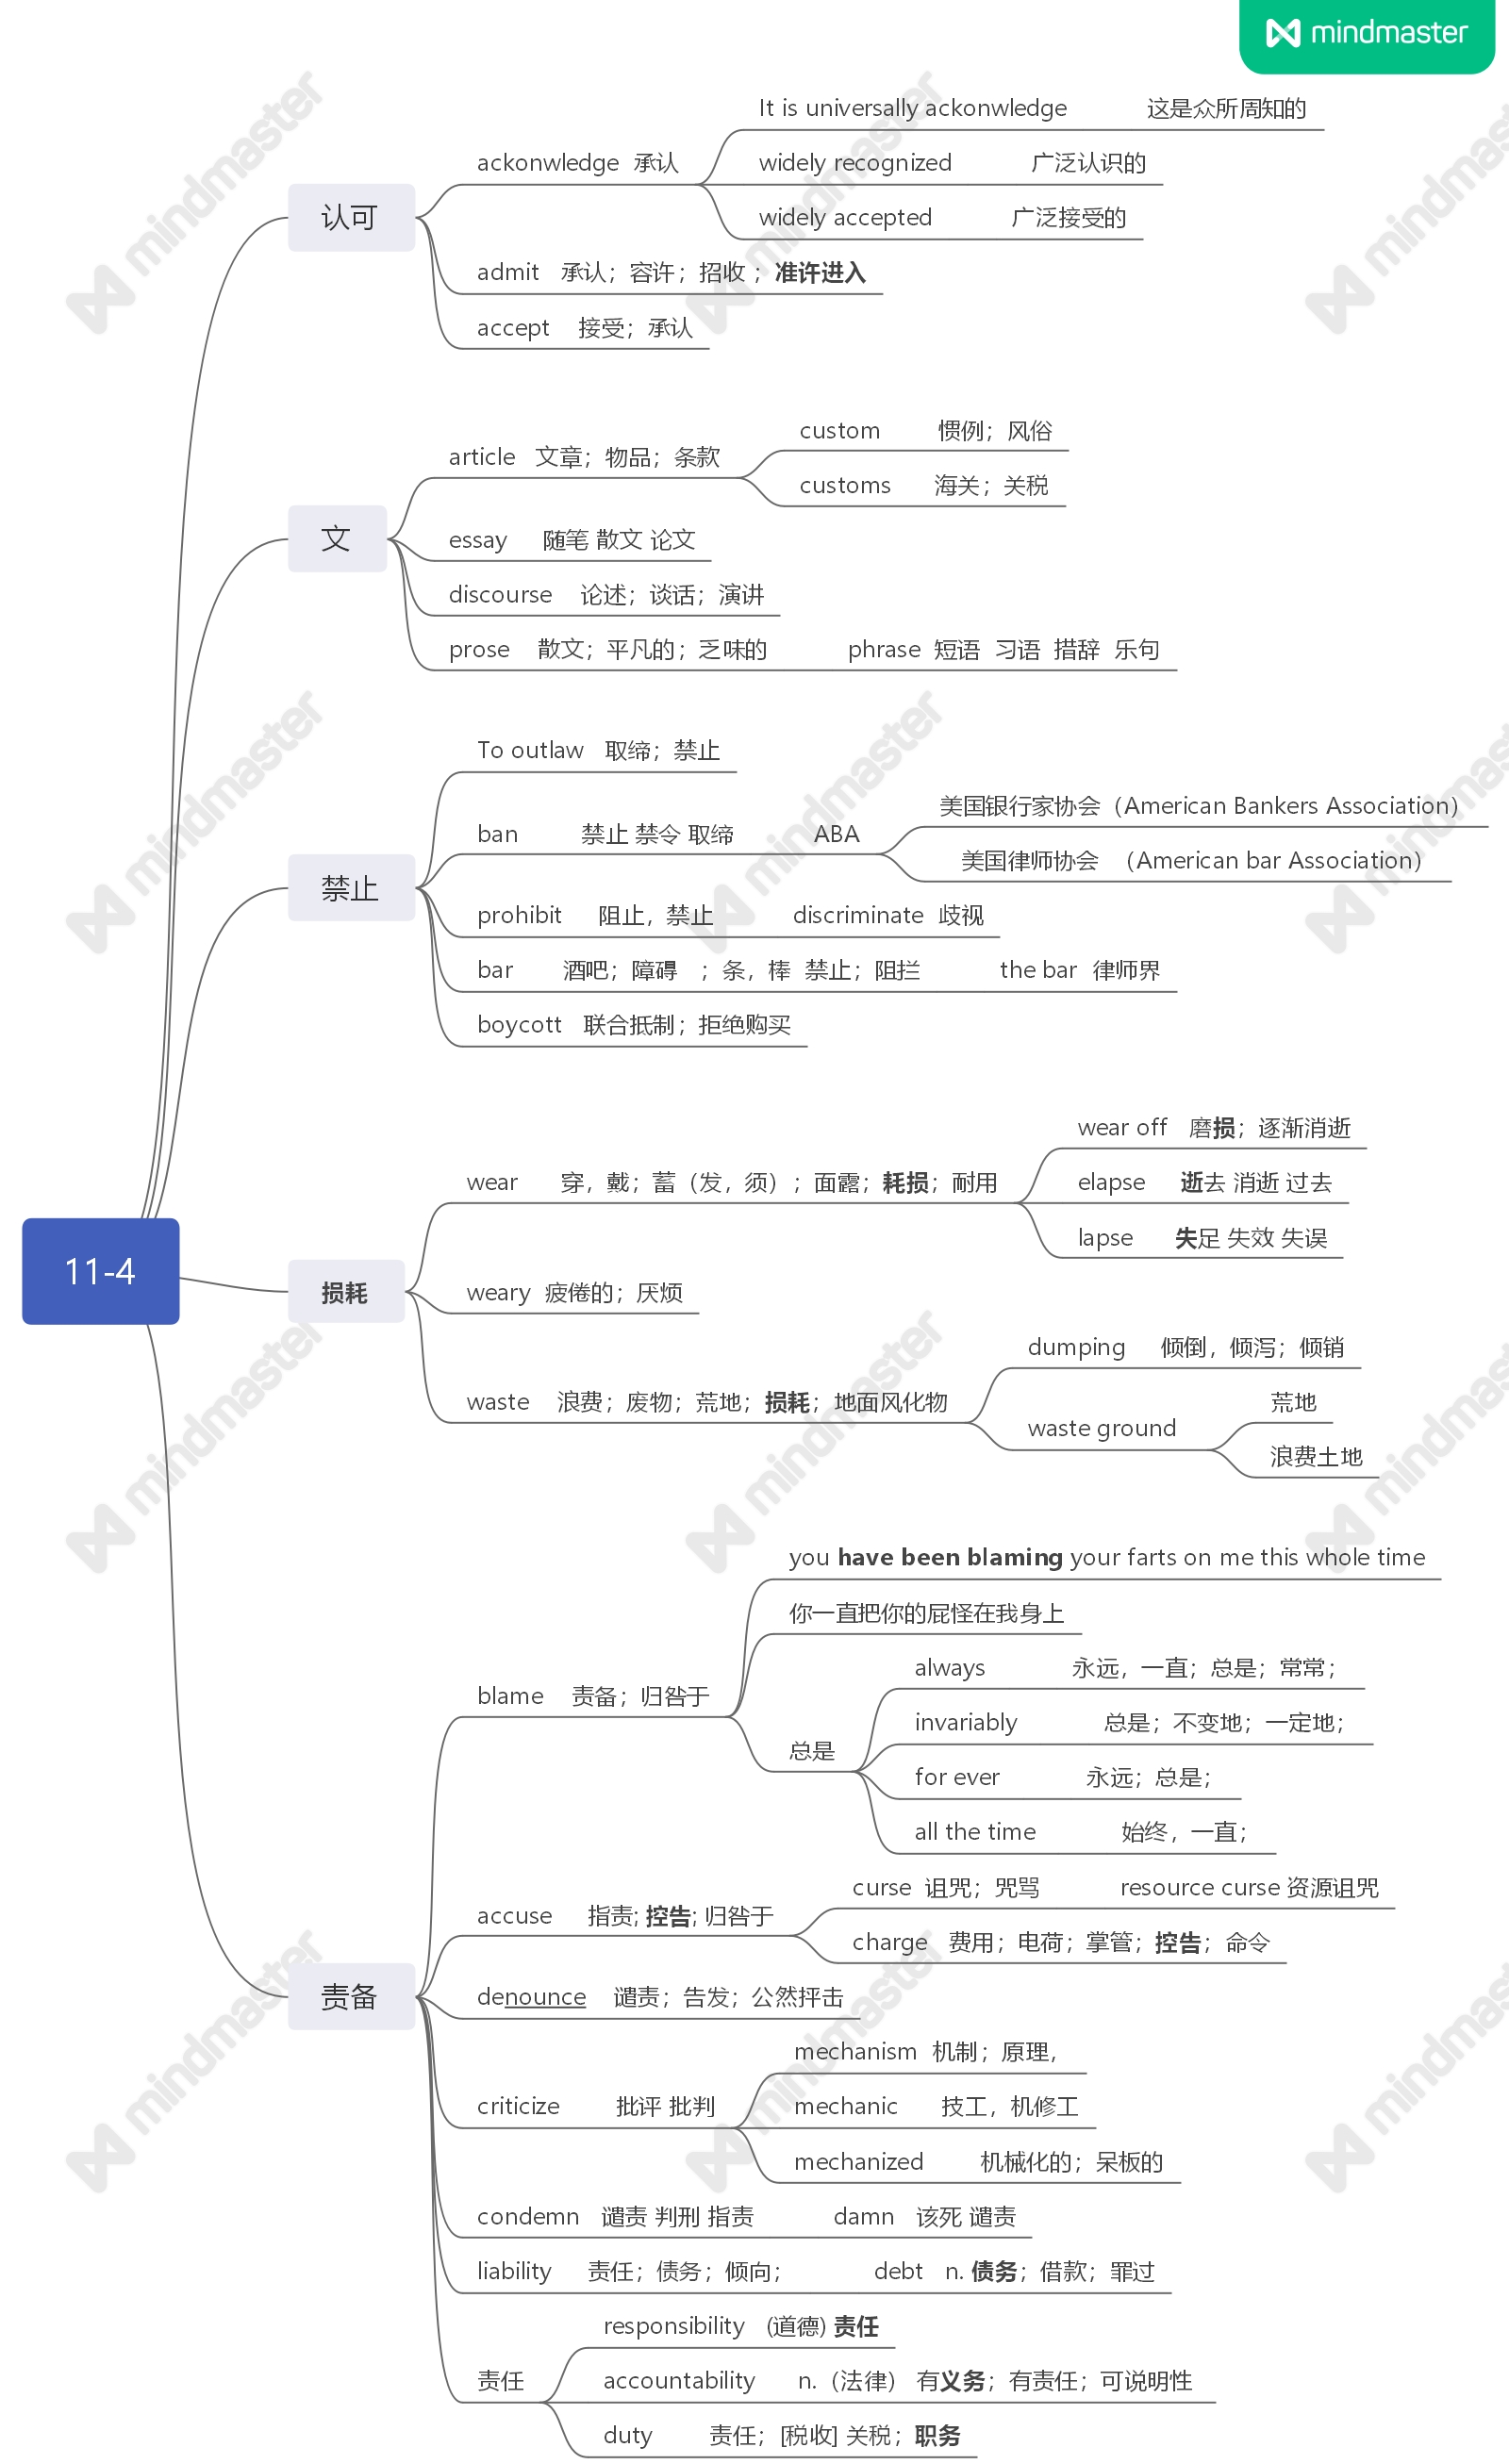 mindmaster
11-4
认可
ackonwledge 承认
It is universally ackonwledge 这是众所周知的
widely recognized 广泛认识的
widely accepted 广泛接受的
admit 承认；容许；招收 ；准许进入
accept 接受；承认
文
article 文章；物品；条款
custom 惯例；风俗
customs 海关；关税
essay 随笔 散文 论文
discourse 论述；谈话；演讲
prose 散文；平凡的；乏味的 phrase 短语 习语 措辞 乐句
禁止
To outlaw 取缔；禁止
ban 禁止 禁令 取缔 ABA
美国银行家协会（American Bankers Association）
美国律师协会 （American bar Association）
prohibit 阻止，禁止 discriminate 歧视
bar 酒吧；障碍 ；条，棒 禁止；阻拦 the bar 律师界
boycott 联合抵制；拒绝购买
损耗
wear 穿，戴；蓄（发，须）；面露；耗损；耐用
wear off 磨损；逐渐消逝
elapse 逝去 消逝 过去
lapse 失足 失效 失误
weary 疲倦的；厌烦
waste 浪费；废物；荒地；损耗；地面风化物
dumping 倾倒，倾泻；倾销
waste ground
荒地
浪费土地
责备
blame 责备；归咎于
you have been blaming your farts on me this whole time
你一直把你的屁怪在我身上
总是
always 永远，一直；总是；常常；
invariably 总是；不变地；一定地；
for ever 永远；总是；
all the time 始终，一直；
accuse 指责; 控告; 归咎于
curse 诅咒；咒骂 resource curse 资源诅咒
charge 费用；电荷；掌管；控告；命令
denounce 谴责；告发；公然抨击
criticize 批评 批判
mechanism 机制；原理，
mechanic 技工，机修工
mechanized 机械化的；呆板的
condemn 谴责 判刑 指责 damn 该死 谴责
liability 责任；债务；倾向； debt n. 债务；借款；罪过
责任
responsibility (道德) 责任
accountability n.（法律） 有义务；有责任；可说明性
duty 责任；[税收] 关税；职务